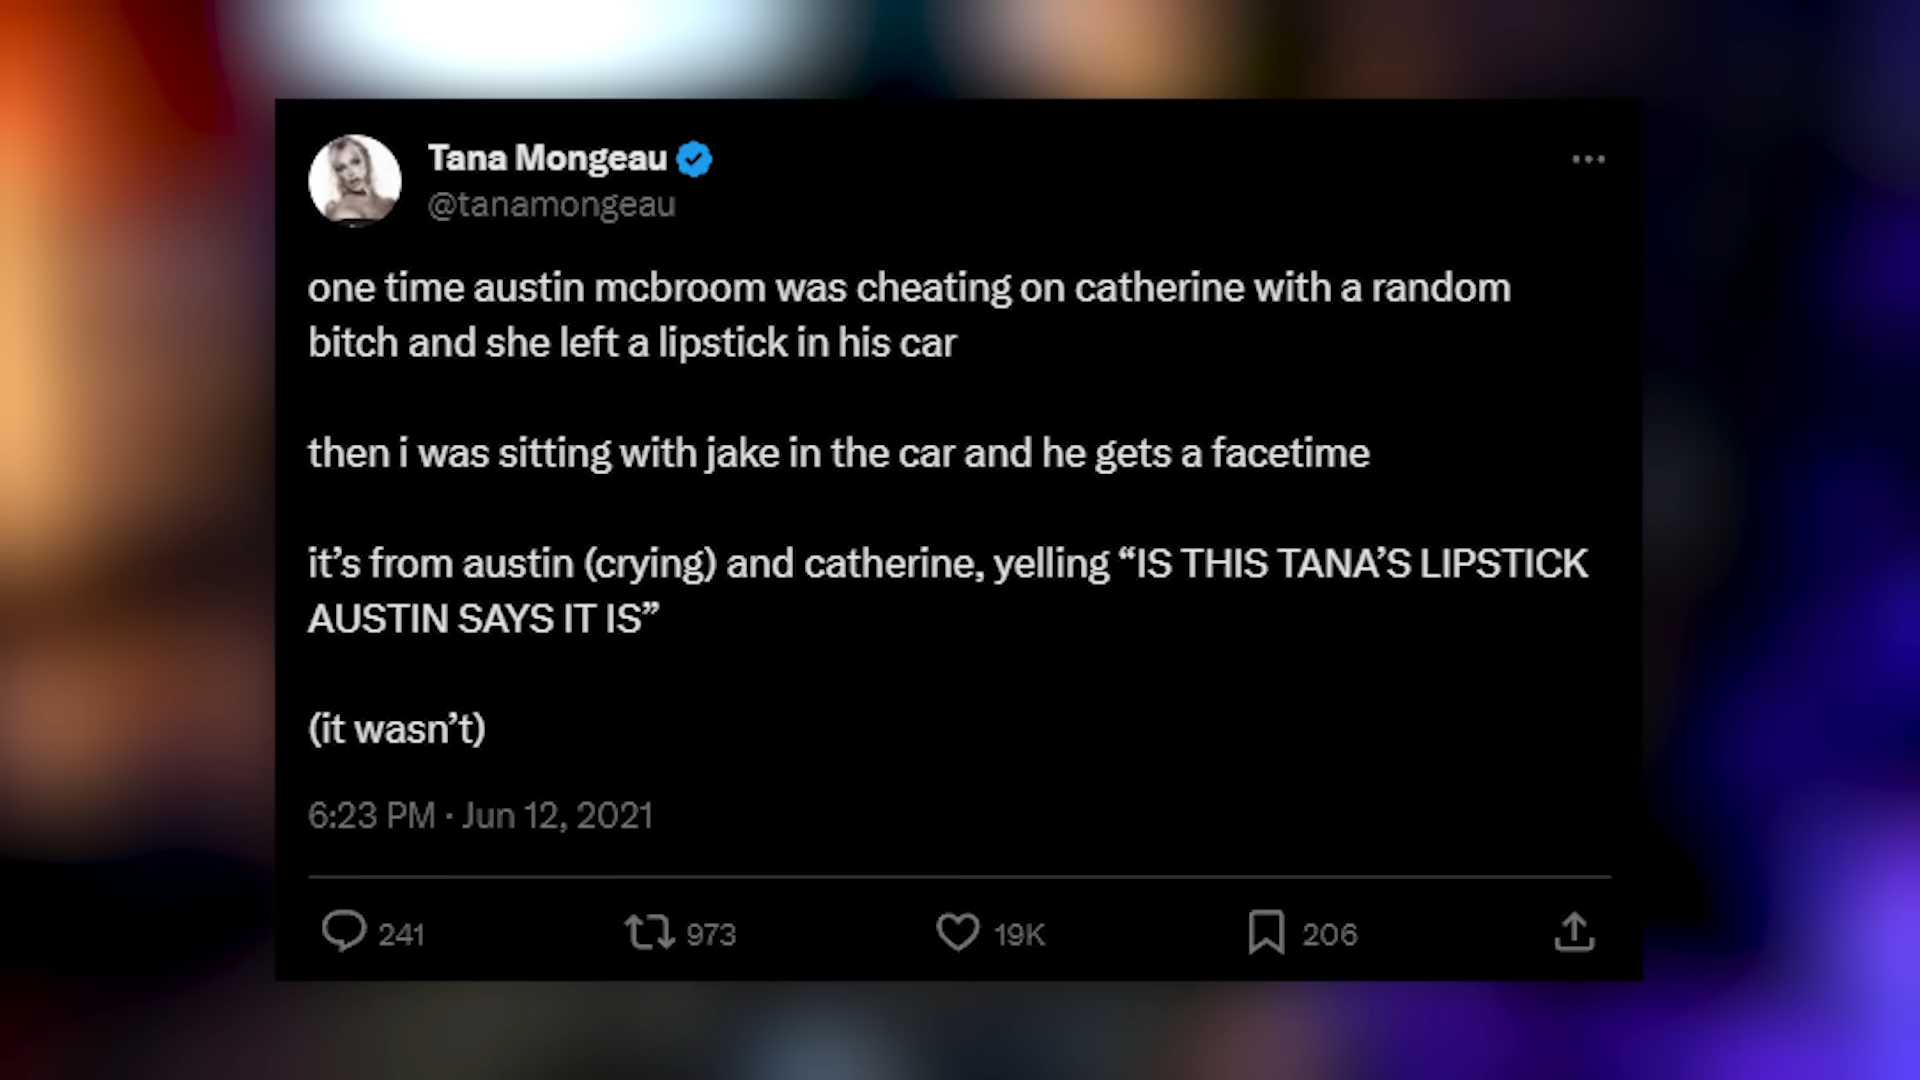 Tana Mongeau
@tanamongeau
one time austin mcbroom was cheating on catherine with a random
bitch and she left a lipstick in his car
then i was sitting with jake in the car and he gets a facetime
it’s from austin (crying) and catherine, yelling “IS THIS TANA’S LIPSTICK
AUSTIN SAYS IT IS”
(it wasn’t)
6:23 PM · Jun 12, 2021
241 973 19K 206